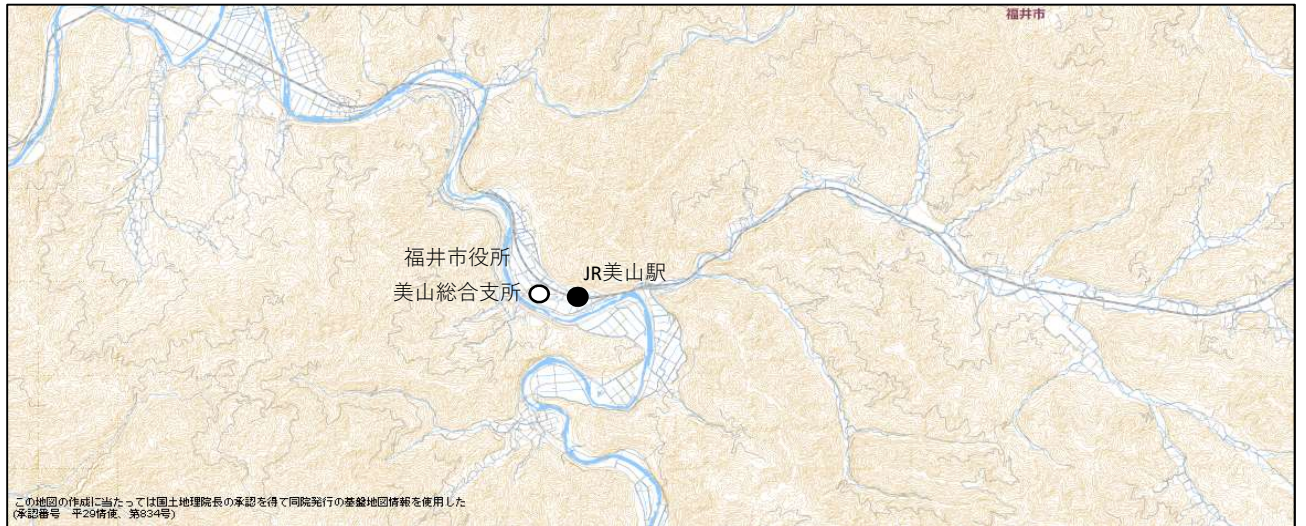 福井市
福井市役所
美山総合支所
JR美山駅
この地図の作成に当たっては国土地理院長の承認を得て同院発行の基盤地図情報を使用した
(承認番号　平29情使、第834号)